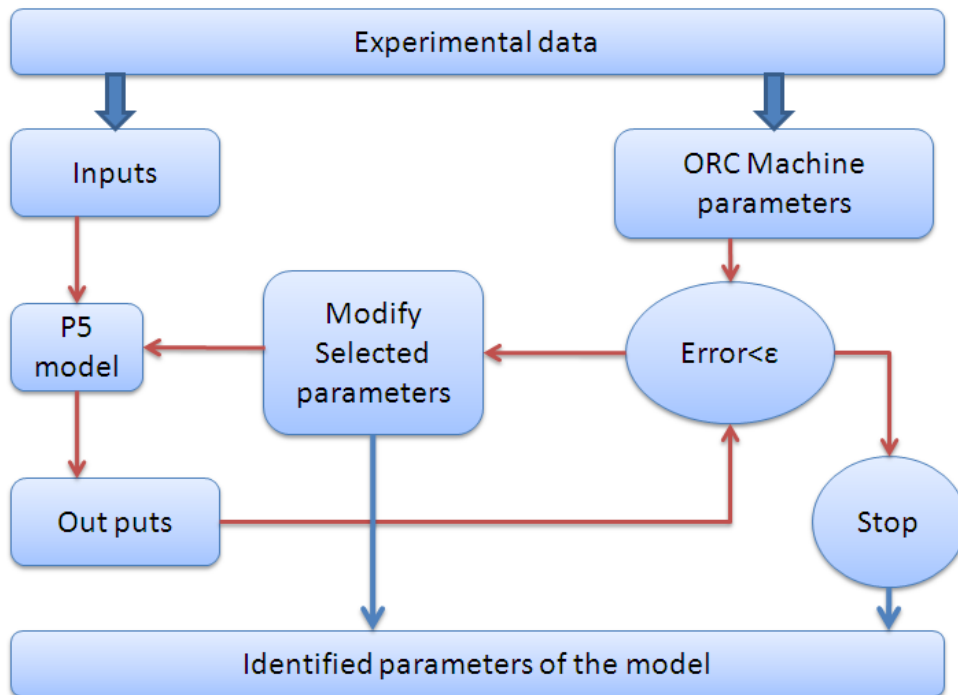 Experimental data
Inputs
ORC Machine
parameters
P5
model
Modify
Selected
parameters
Error<ε
Out puts
Stop
Identified parameters of the model